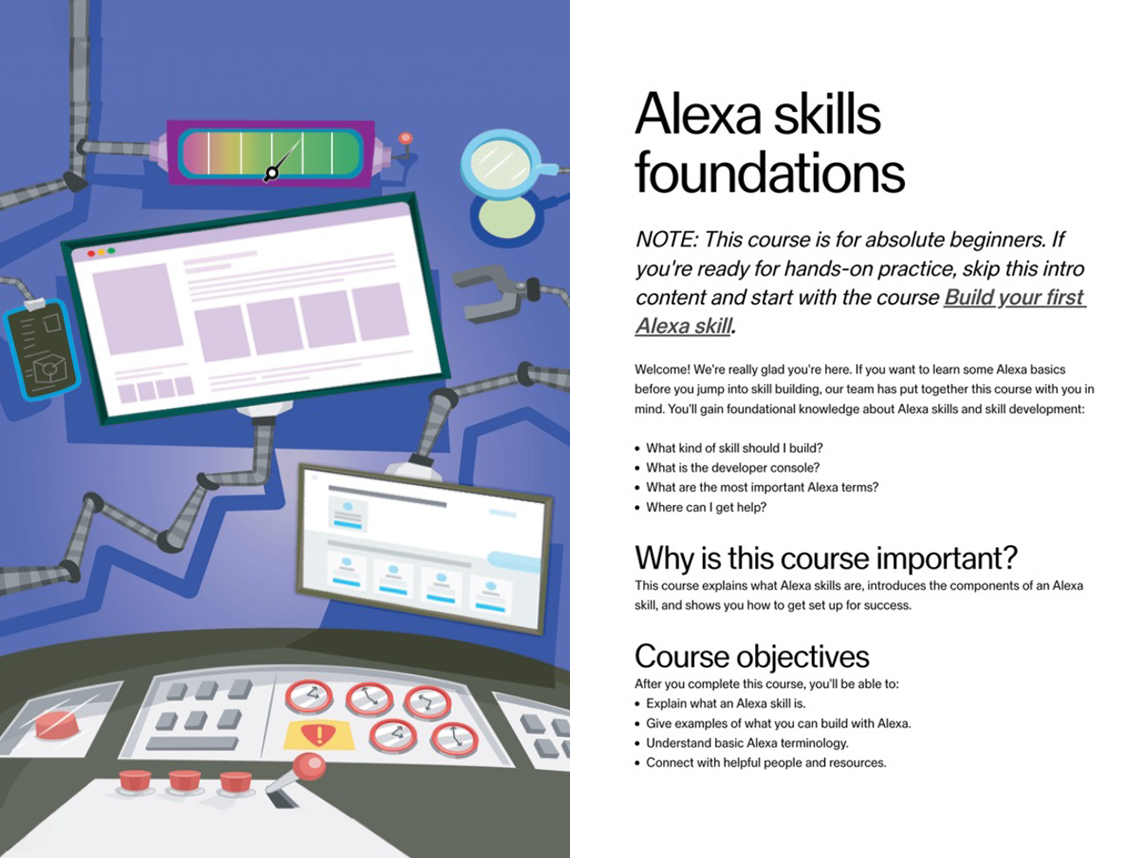 Alexa skills
foundations
NOTE: This course is for absolute beginners. If
you're ready for hands-on practice, skip this intro
content and start with the course Build your first
Alexa skill.
Welcome! We're really glad you're here. If you want to learn some Alexa basics
before you jump into skill building, our team has put together this course with you in
mind. You'll gain foundational knowledge about Alexa skills and skill development:
• What kind of skill should I build?
• What is the developer console?
• What are the most important Alexa terms?
• Where can I get help?
Why is this course important?
This course explains what Alexa skills are, introduces the components of an Alexa
skill, and shows you how to get set up for success.
Course objectives
After you complete this course, you'll be able to:
• Explain what an Alexa skill is.
• Give examples of what you can build with Alexa.
• Understand basic Alexa terminology.
• Connect with helpful people and resources.